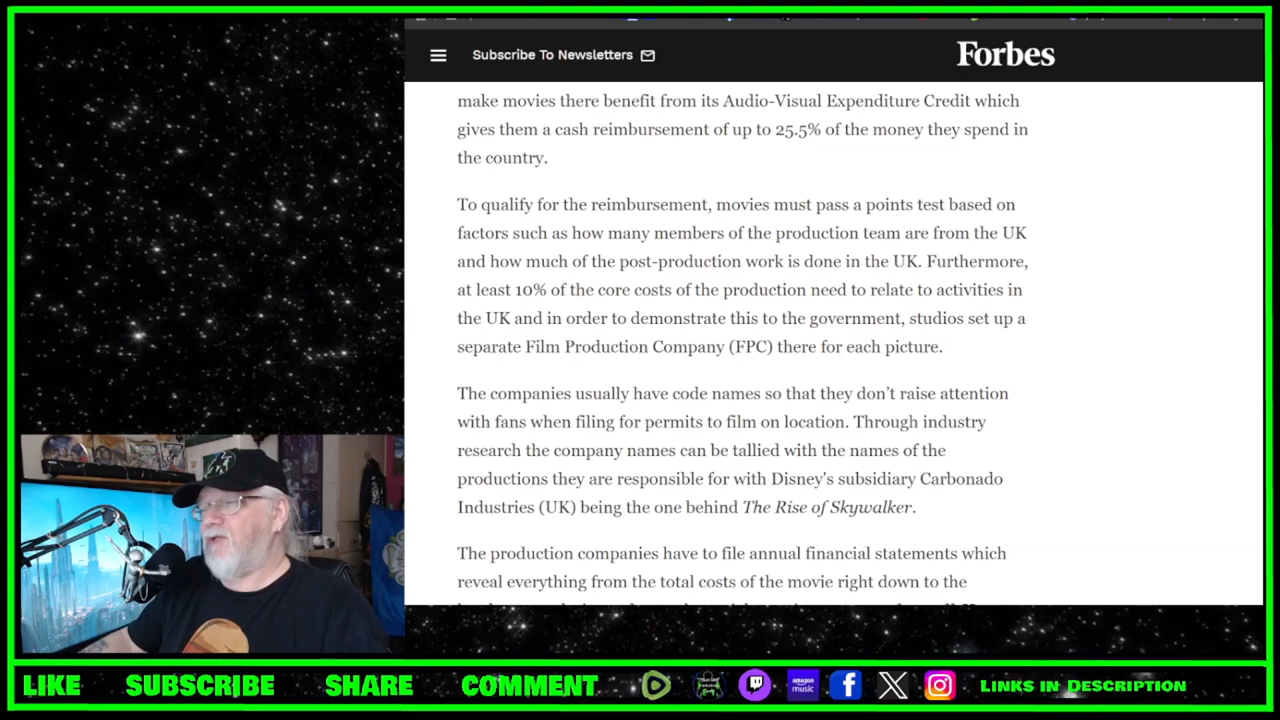 Subscribe To Newsletters
Forbes
make movies there benefit from its Audio-Visual Expenditure Credit which
gives them a cash reimbursement of up to 25.5% of the money they spend in
the country.
To qualify for the reimbursement, movies must pass a points test based on
factors such as how many members of the production team are from the UK
and how much of the post-production work is done in the UK. Furthermore,
at least 10% of the core costs of the production need to relate to activities in
the UK and in order to demonstrate this to the government, studios set up a
separate Film Production Company (FPC) there for each picture.
The companies usually have code names so that they don’t raise attention
with fans when filing for permits to film on location. Through industry
research the company names can be tallied with the names of the
productions they are responsible for with Disney's subsidiary Carbonado
Industries (UK) being the one behind The Rise of Skywalker.
The production companies have to file annual financial statements which
reveal everything from the total costs of the movie right down to the
LIKE SUBSCRIBE SHARE COMMENT amazon music LINKS IN DESCRIPTION